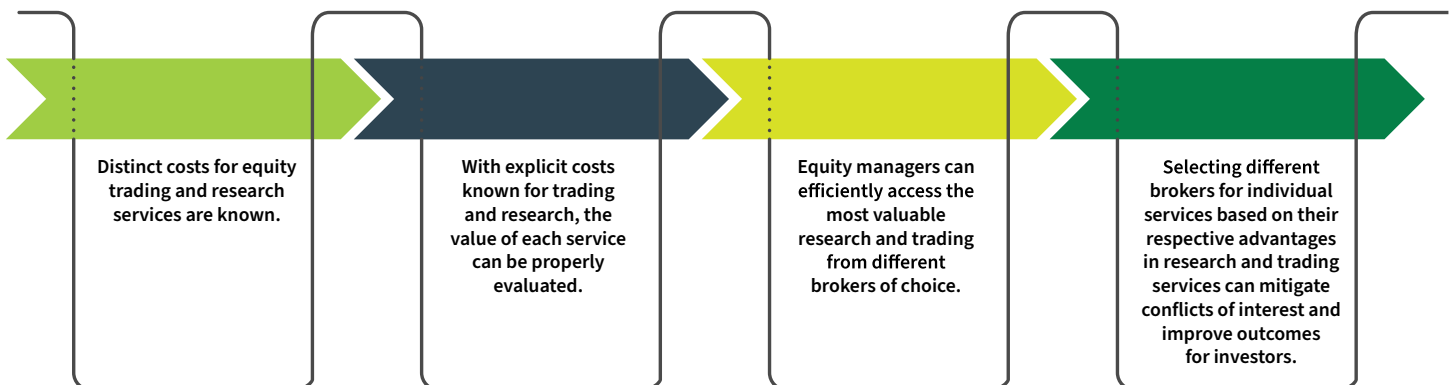 Distinct costs for equity
trading and research
services are known.
With explicit costs
known for trading
and research, the
value of each service
can be properly
evaluated.
Equity managers can
efficiently access the
most valuable
research and trading
from different
brokers of choice.
Selecting different
brokers for individual
services based on their
respective advantages
in research and trading
services can mitigate
conflicts of interest and
improve outcomes
for investors.